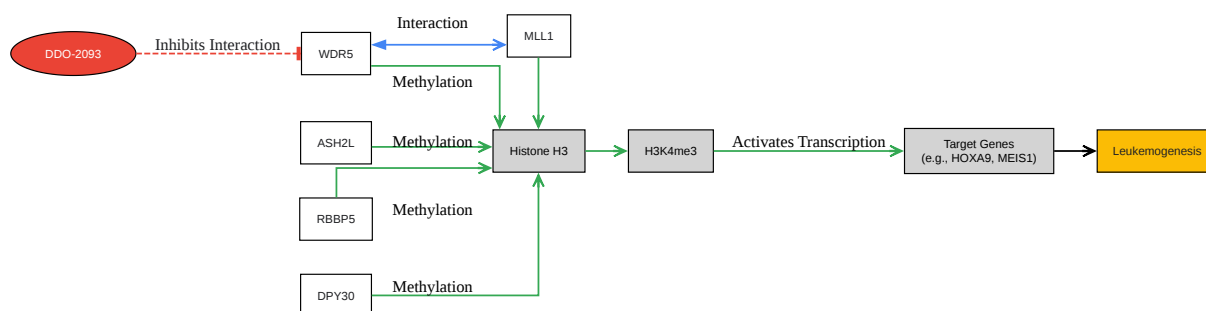 Interaction
MLL1
DDO-2093
Inhibits Interaction
WDR5
Methylation
ASH2L
Methylation
Histone H3
H3K4me3
Activates Transcription
Target Genes
(e.g., HOXA9, MEIS1)
Leukemogenesis
RBBP5
Methylation
DPY30
Methylation